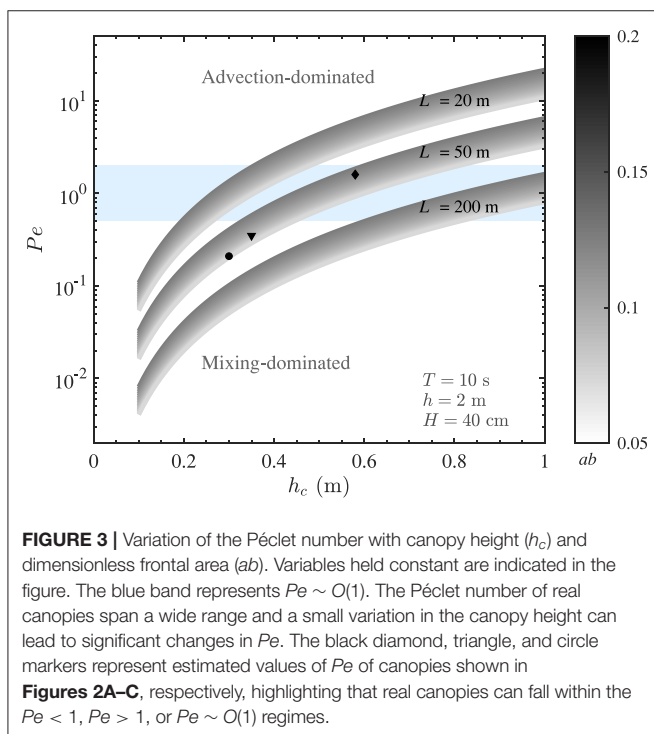 Advection-dominated
L = 20 m
L = 50 m
L = 200 m
Mixing-dominated
T = 10 s
h = 2 m
H = 40 cm
10¹
10⁰
10⁻¹
10⁻²
Pe
0
0.2
0.4
0.6
0.8
1
h_c (m)
0.2
0.15
0.1
0.05
ab
FIGURE 3 | Variation of the Péclet number with canopy height (h_c) and
dimensionless frontal area (ab). Variables held constant are indicated in the
figure. The blue band represents Pe ~ O(1). The Péclet number of real
canopies span a wide range and a small variation in the canopy height can
lead to significant changes in Pe. The black diamond, triangle, and circle
markers represent estimated values of Pe of canopies shown in
Figures 2A–C, respectively, highlighting that real canopies can fall within the
Pe < 1, Pe > 1, or Pe ~ O(1) regimes.